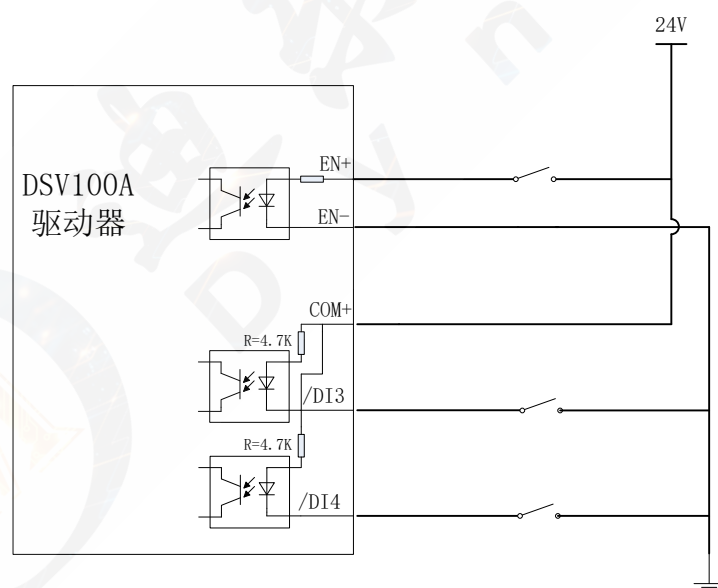 24V
EN+
DSV100A
驱动器
EN-
COM+
R=4.7K
/DI3
R=4.7K
/DI4